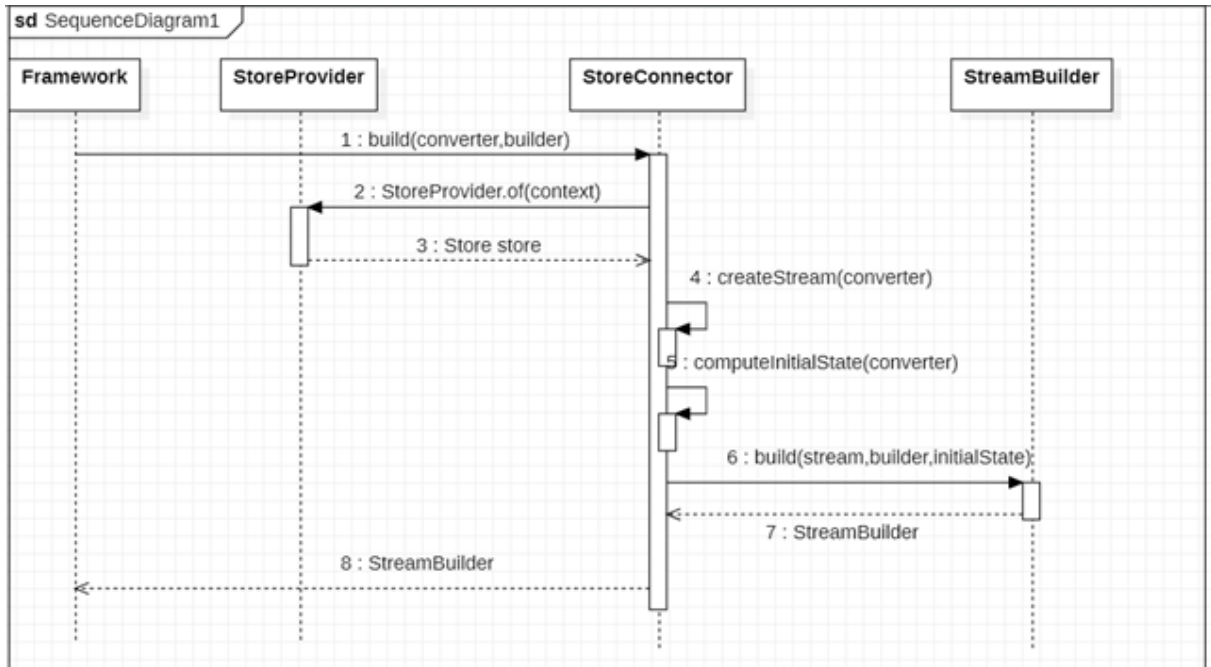 sd SequenceDiagram1
Framework
StoreProvider
StoreConnector
StreamBuilder
1 : build(converter,builder)
2 : StoreProvider.of(context)
3 : Store store
4 : createStream(converter)
5 : computeInitialState(converter)
6 : build(stream,builder,initialState)
7 : StreamBuilder
8 : StreamBuilder